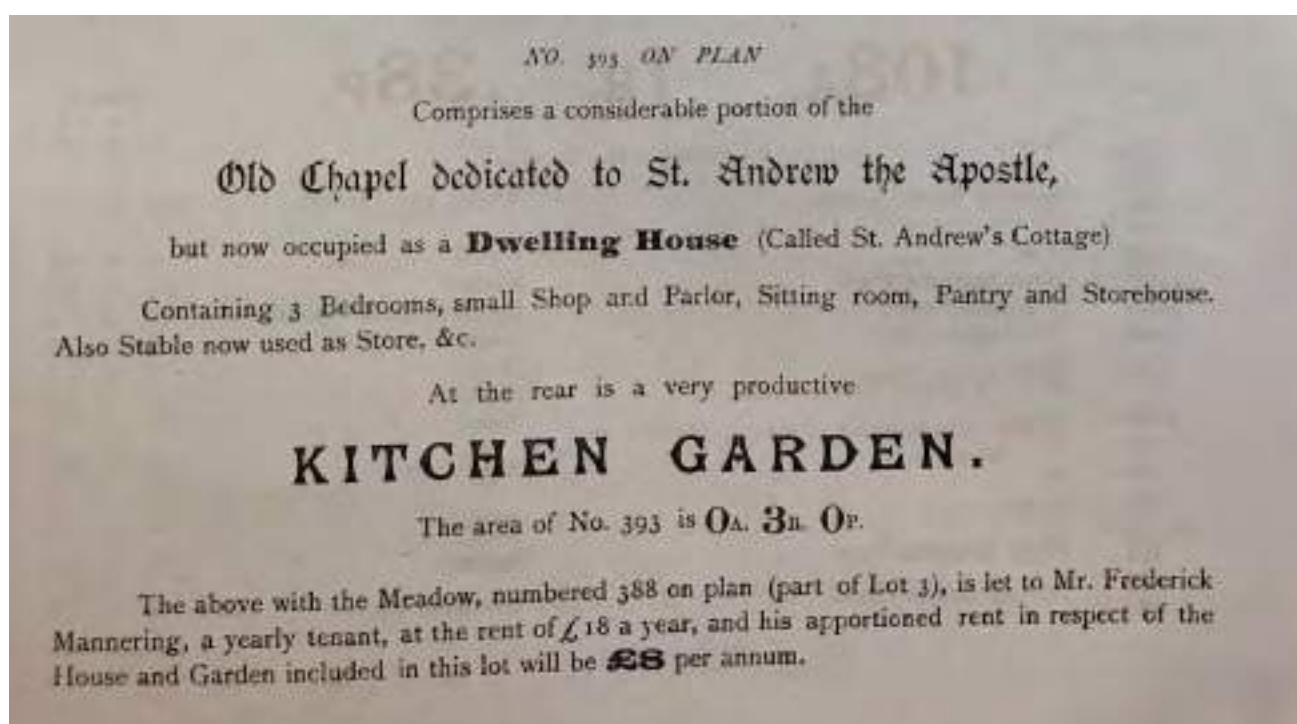 NO. 393 ON PLAN
Comprises a considerable portion of the
Old Chapel dedicated to St. Andrew the Apostle,
but now occupied as a Dwelling House (Called St. Andrew's Cottage)
Containing 3 Bedrooms, small Shop and Parlor, Sitting room, Pantry and Storehouse.
Also Stable now used as Store, &c.
At the rear is a very productive
KITCHEN GARDEN.
The area of No. 393 is 0A. 3R. 0P.
The above with the Meadow, numbered 388 on plan (part of Lot 3), is let to Mr. Frederick
Mannering, a yearly tenant, at the rent of £18 a year, and his apportioned rent in respect of the
House and Garden included in this lot will be £8 per annum.